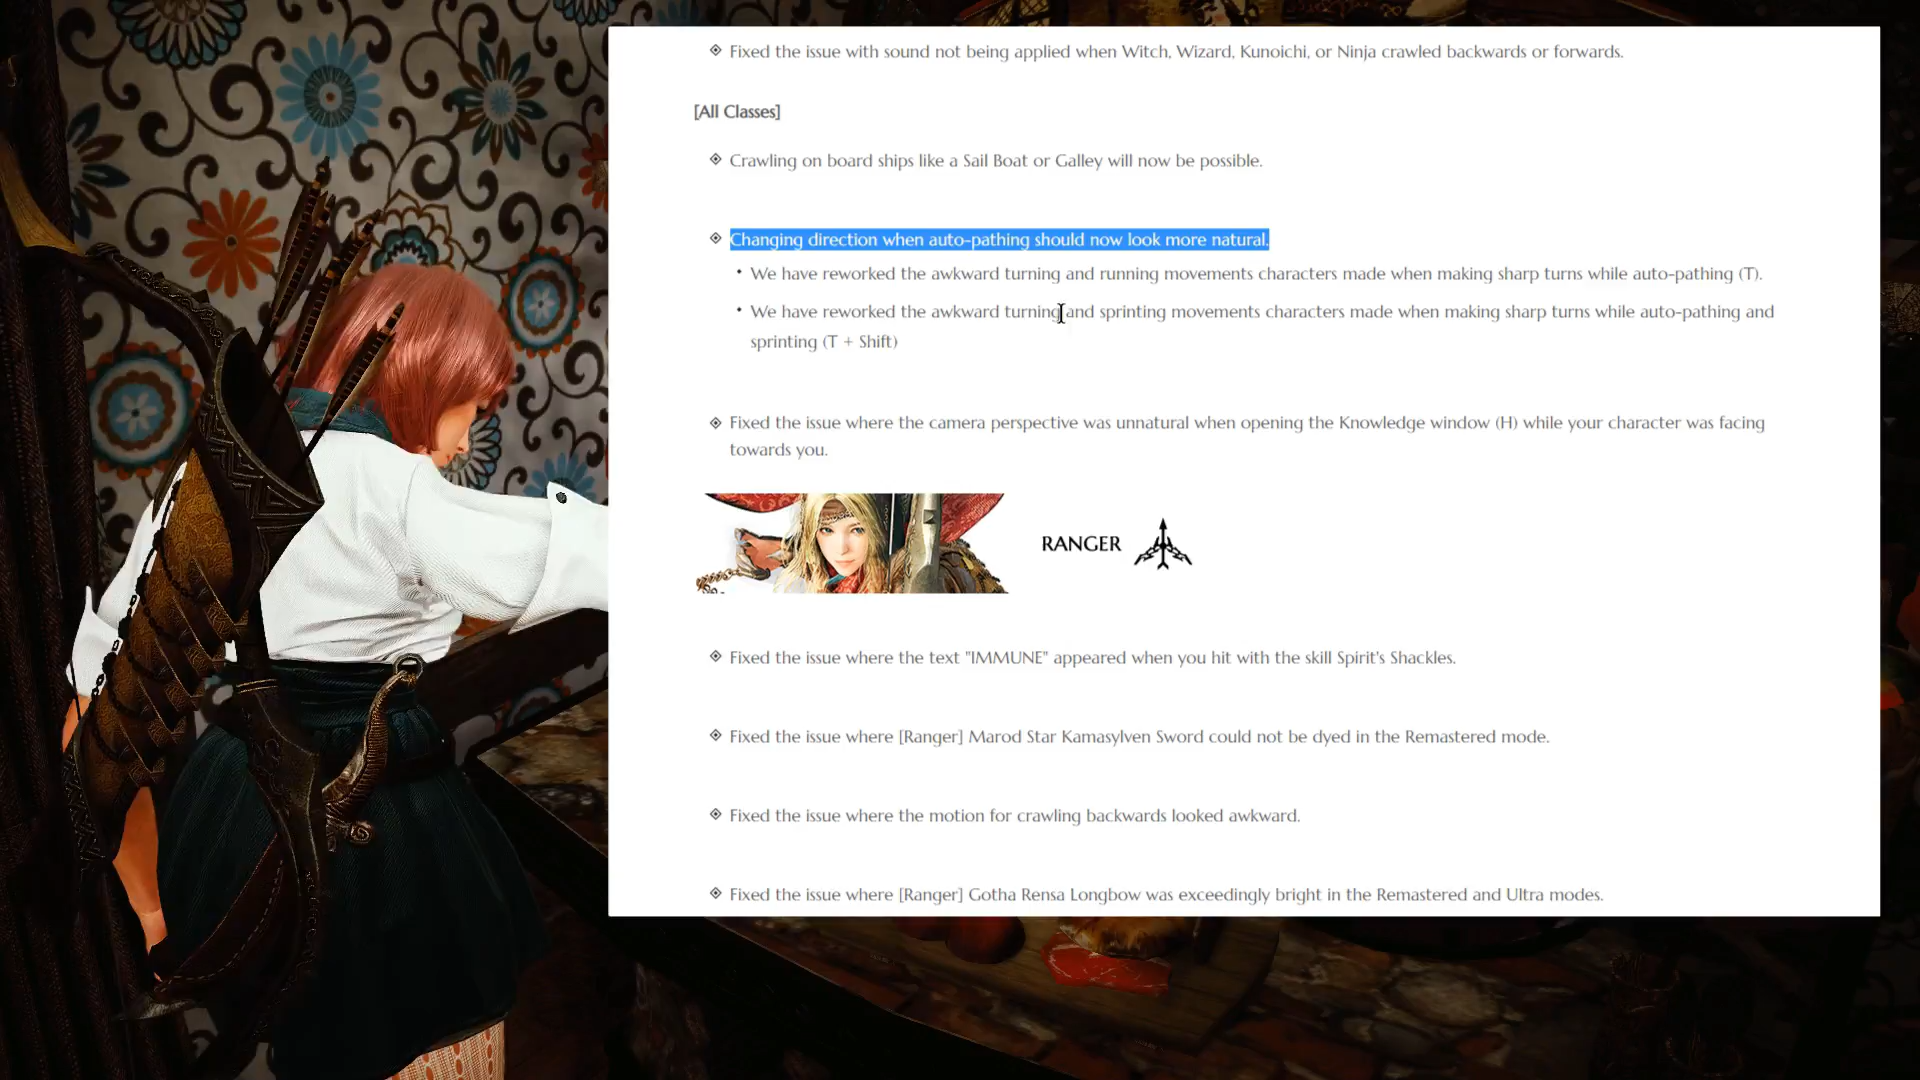 Fixed the issue with sound not being applied when Witch, Wizard, Kunoichi, or Ninja crawled backwards or forwards.
[All Classes]
Crawling on board ships like a Sail Boat or Galley will now be possible.
Changing direction when auto-pathing should now look more natural.
We have reworked the awkward turning and running movements characters made when making sharp turns while auto-pathing (T).
We have reworked the awkward turning and sprinting movements characters made when making sharp turns while auto-pathing and
sprinting (T + Shift)
Fixed the issue where the camera perspective was unnatural when opening the Knowledge window (H) while your character was facing
towards you.
RANGER
Fixed the issue where the text "IMMUNE" appeared when you hit with the skill Spirit's Shackles.
Fixed the issue where [Ranger] Marod Star Kamasylven Sword could not be dyed in the Remastered mode.
Fixed the issue where the motion for crawling backwards looked awkward.
Fixed the issue where [Ranger] Gotha Rensa Longbow was exceedingly bright in the Remastered and Ultra modes.